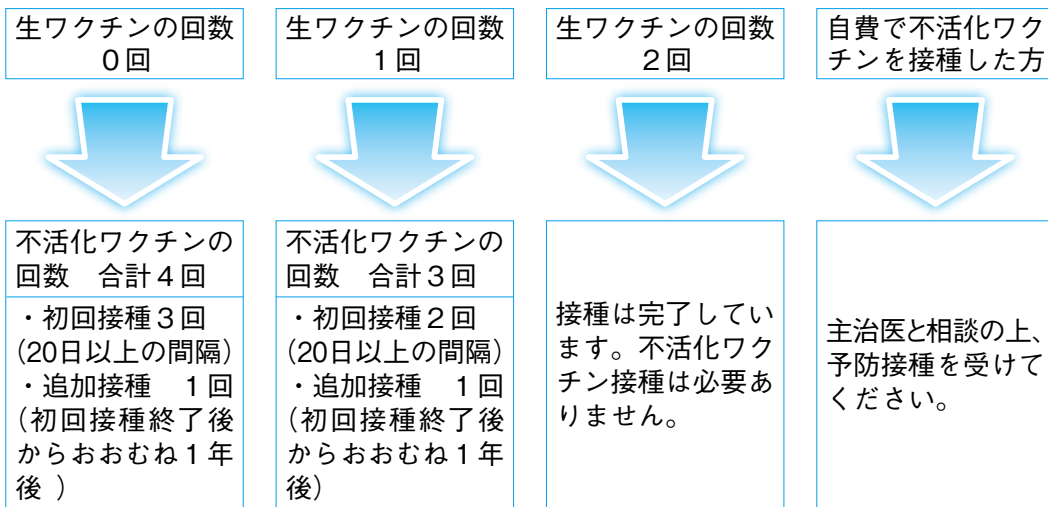 生ワクチンの回数
0回
生ワクチンの回数
1回
生ワクチンの回数
2回
自費で不活化ワク
チンを接種した方
不活化ワクチンの
回数　合計4回
・初回接種3回
(20日以上の間隔)
・追加接種　1回
(初回接種終了後
からおおむね1年
後 )
不活化ワクチンの
回数　合計3回
・初回接種2回
(20日以上の間隔)
・追加接種　1回
(初回接種終了後
からおおむね1年
後)
接種は完了してい
ます。不活化ワク
チン接種は必要あ
りません。
主治医と相談の上、
予防接種を受けて
ください。